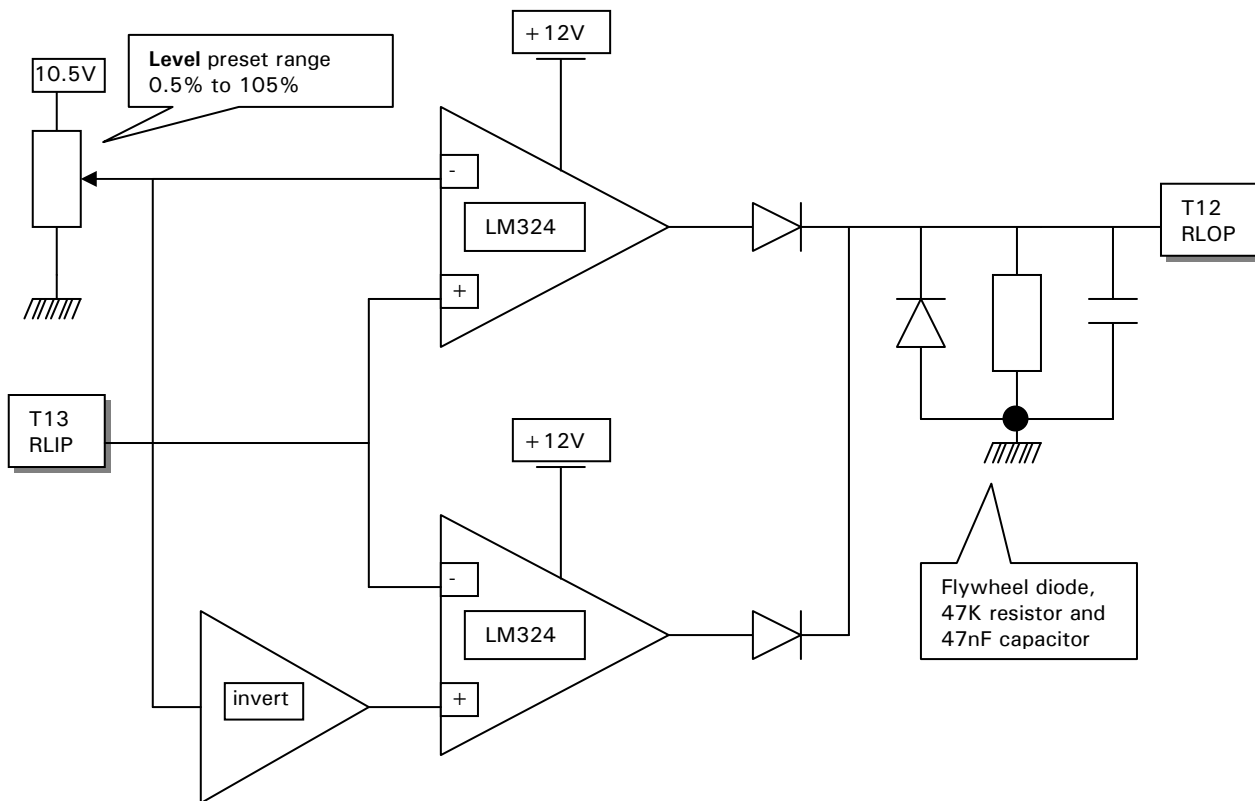 +12V
10.5V
Level preset range
0.5% to 105%
-
LM324
+
T12
RLOP
T13
RLIP
+12V
-
LM324
+
invert
Flywheel diode,
47K resistor and
47nF capacitor